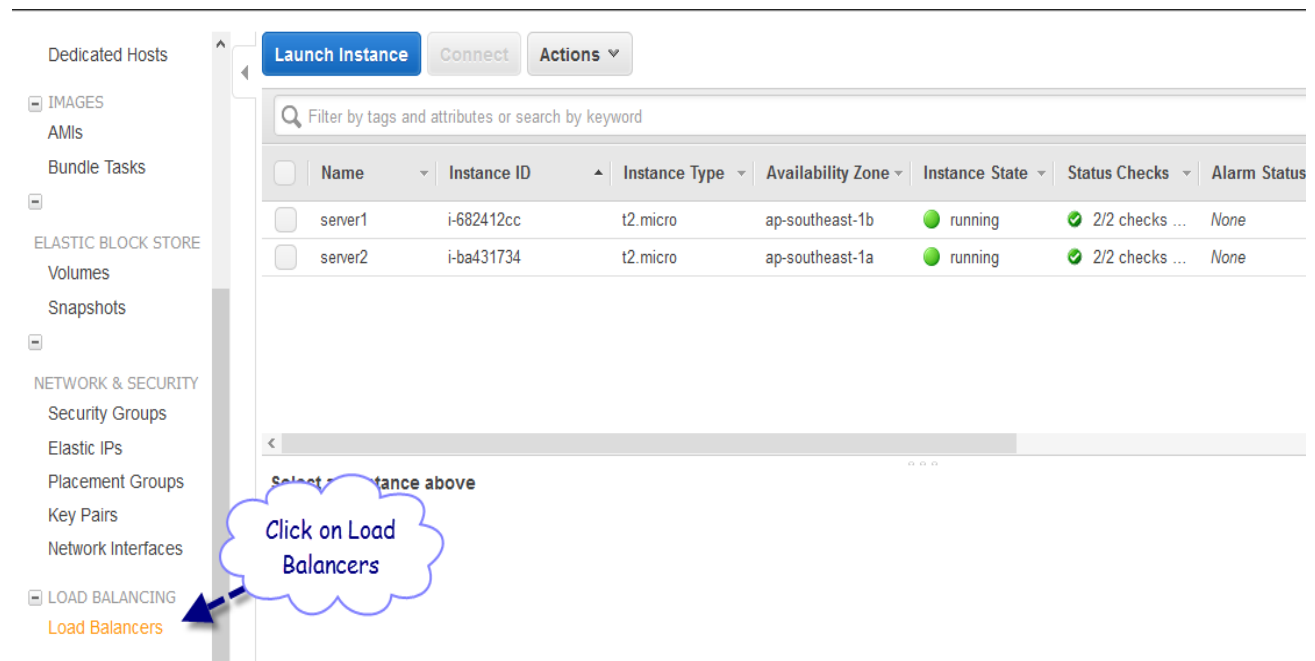 Dedicated Hosts
IMAGES
AMIs
Bundle Tasks
ELASTIC BLOCK STORE
Volumes
Snapshots
NETWORK & SECURITY
Security Groups
Elastic IPs
Placement Groups
Key Pairs
Network Interfaces
LOAD BALANCING
Load Balancers
Launch Instance Connect Actions
Filter by tags and attributes or search by keyword
Name Instance ID Instance Type Availability Zone Instance State Status Checks Alarm Status
server1 i-682412cc t2.micro ap-southeast-1b running 2/2 checks ... None
server2 i-ba431734 t2.micro ap-southeast-1a running 2/2 checks ... None
above
Click on Load
Balancers